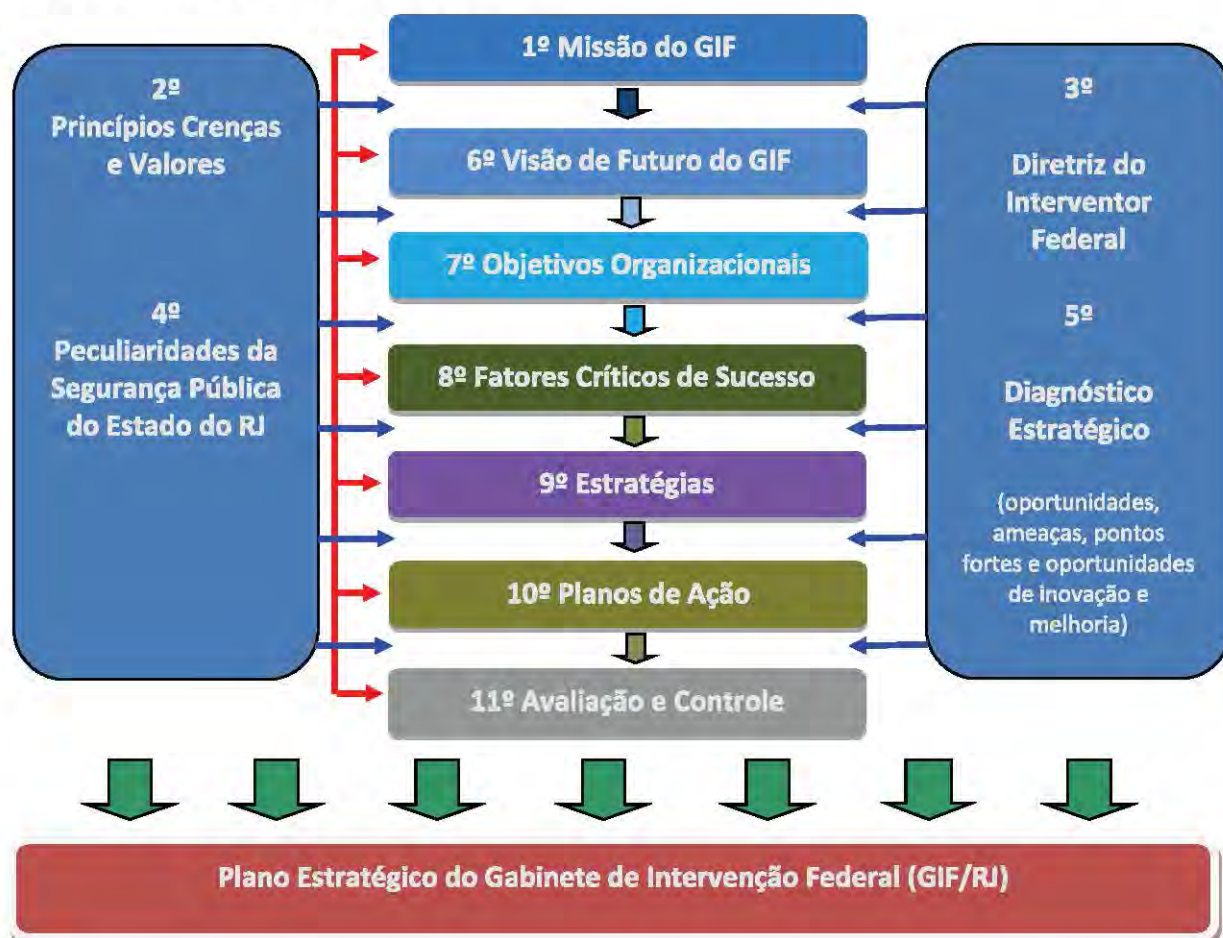 1º Missão do GIF
2º
Princípios Crenças
e Valores
4º
Peculiaridades da
Segurança Pública
do Estado do RJ
6º Visão de Futuro do GIF
7º Objetivos Organizacionais
8º Fatores Críticos de Sucesso
9º Estratégias
10º Planos de Ação
11º Avaliação e Controle
3º
Diretriz do
Interventor
Federal
5º
Diagnóstico
Estratégico
(oportunidades,
ameaças, pontos
fortes e oportunidades
de inovação e
melhoria)
Plano Estratégico do Gabinete de Intervenção Federal (GIF/RJ)